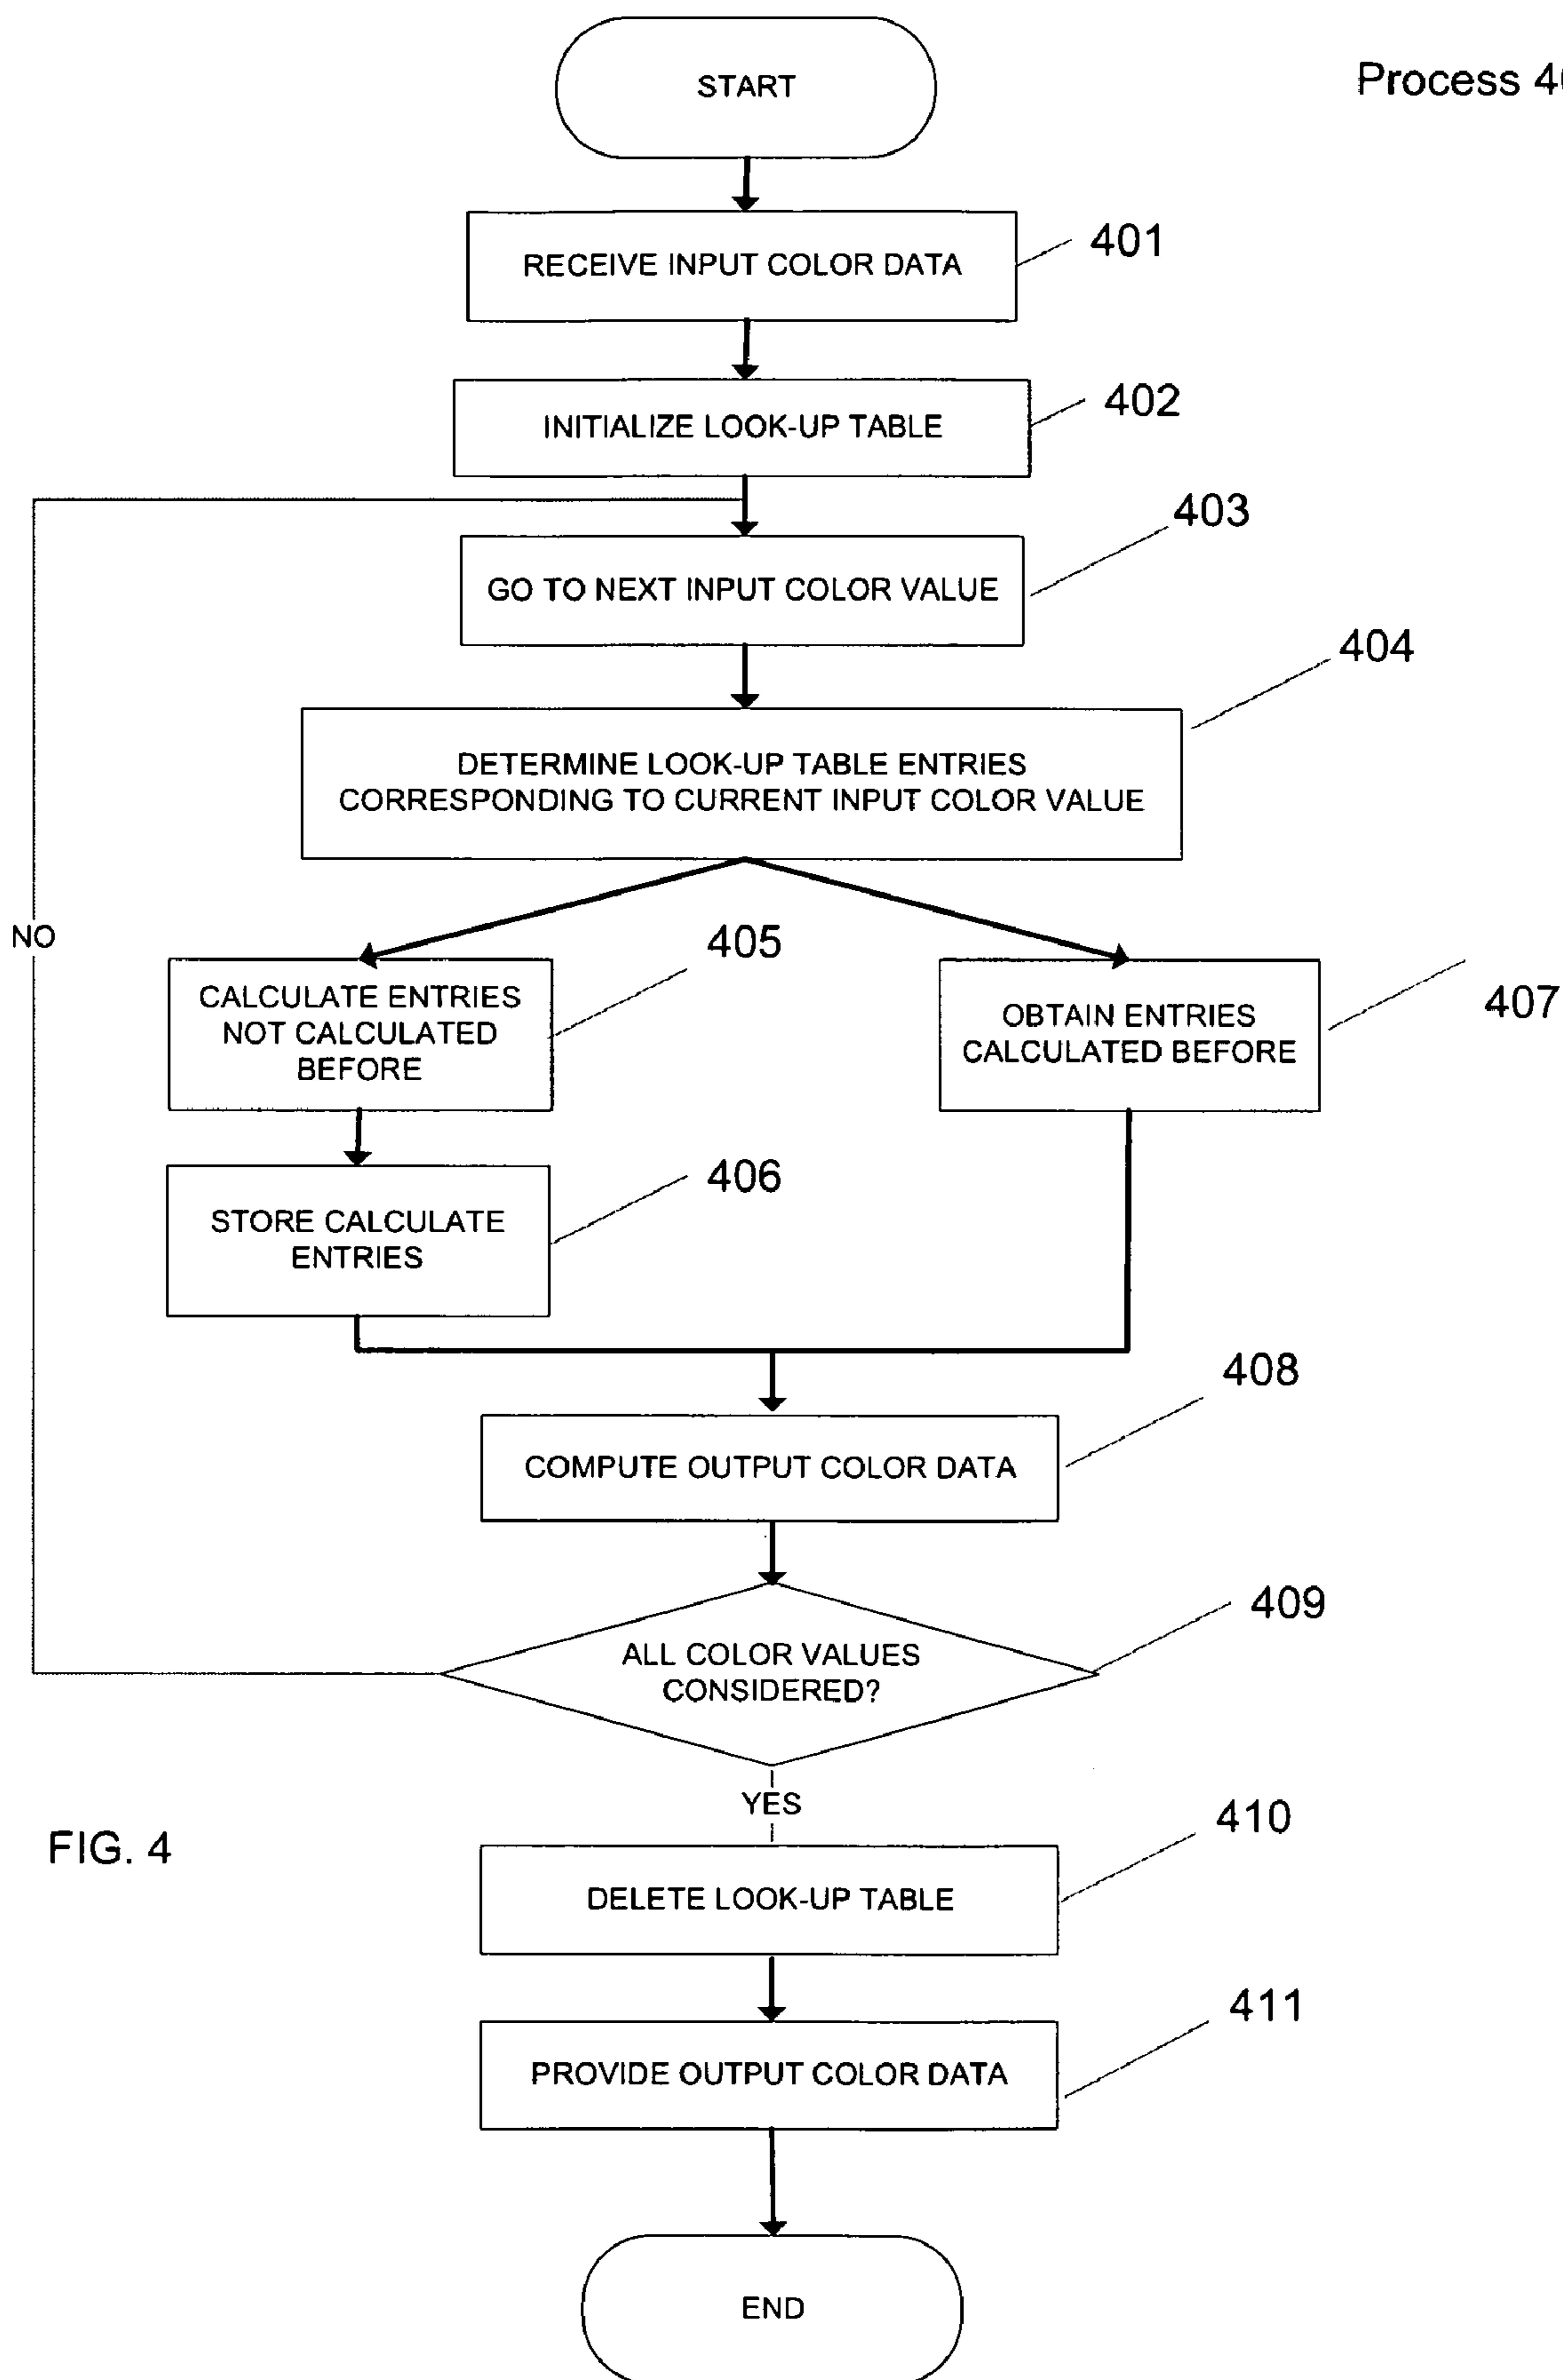 START
Process 40
RECEIVE INPUT COLOR DATA
401
INITIALIZE LOOK-UP TABLE
402
GO TO NEXT INPUT COLOR VALUE
403
DETERMINE LOOK-UP TABLE ENTRIES
CORRESPONDING TO CURRENT INPUT COLOR VALUE
404
NO
CALCULATE ENTRIES
NOT CALCULATED
BEFORE
405
OBTAIN ENTRIES
CALCULATED BEFORE
407
STORE CALCULATE
ENTRIES
406
COMPUTE OUTPUT COLOR DATA
408
ALL COLOR VALUES
CONSIDERED?
409
YES
FIG. 4
DELETE LOOK-UP TABLE
410
PROVIDE OUTPUT COLOR DATA
411
END